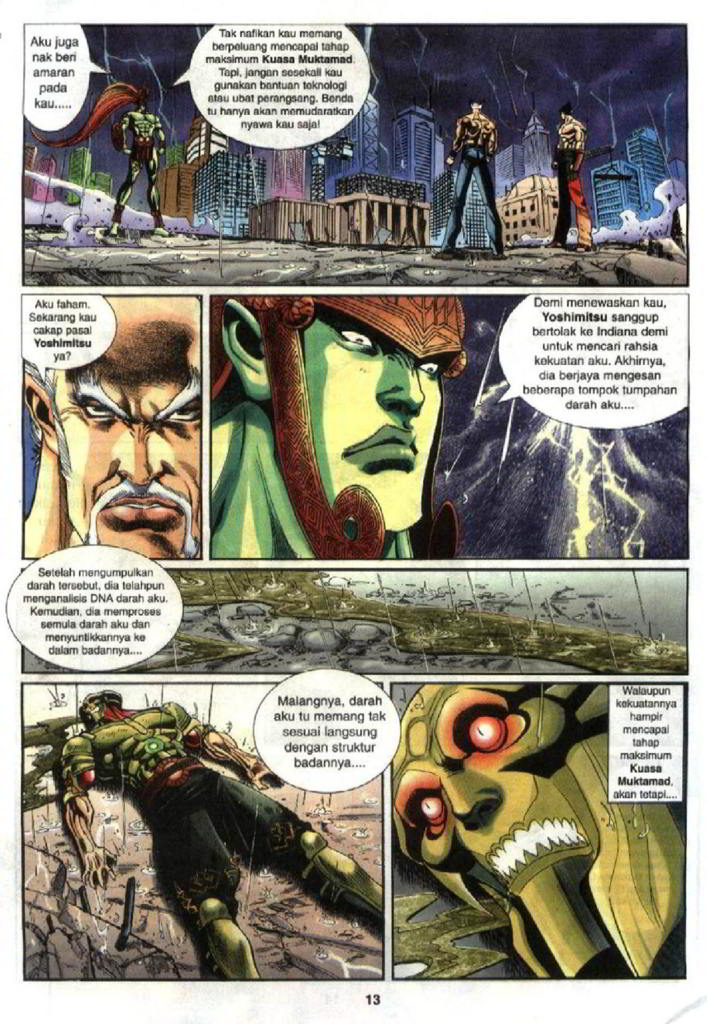 Aku juga
nak beri
amaran
pada
kau.....
Tak nafikan kau memang
berpeluang mencapai tahap
maksimum Kuasa Muktamad.
Tapi, jangan sesekali kau
gunakan bantuan teknologi
atau ubat perangsang. Benda
tu hanya akan memudaratkan
nyawa kau saja!
Aku faham.
Sekarang kau
cakap pasal
Yoshimitsu
ya?
Demi menewaskan kau,
Yoshimitsu sanggup
bertolak ke Indiana demi
untuk mencari rahsia
kekuatan aku. Akhirnya,
dia berjaya mengesan
beberapa tompok tumpahan
darah aku....
Setelah mengumpulkan
darah tersebut, dia telahpun
menganalisis DNA darah aku.
Kemudian, dia memproses
semula darah aku dan
menyuntikkannya ke
dalam badannya....
Malangnya, darah
aku tu memang tak
sesuai langsung
dengan struktur
badannya....
Walaupun
kekuatannya
hampir
mencapai
tahap
maksimum
Kuasa
Muktamad,
akan tetapi....
13